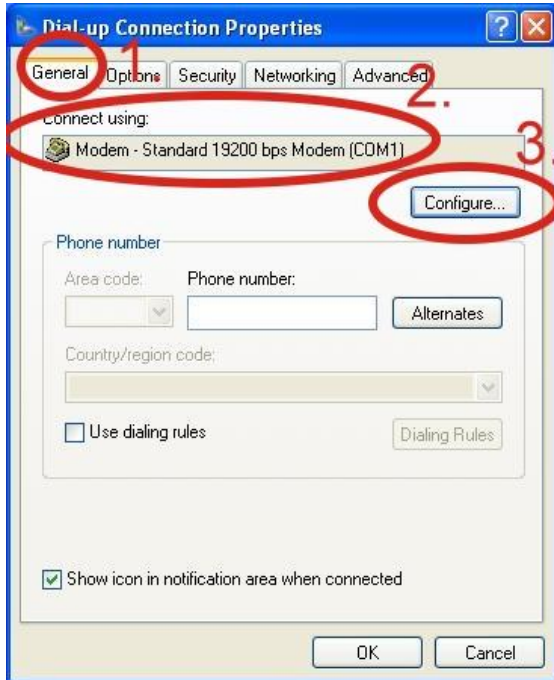 Dial-up Connection Properties
1.
General Options Security Networking Advanced
2.
Connect using:
Modem - Standard 19200 bps Modem (COM1)
3.
Configure...
Phone number
Area code: Phone number:
Alternates
Country/region code:
Use dialing rules
Dialing Rules
Show icon in notification area when connected
OK Cancel